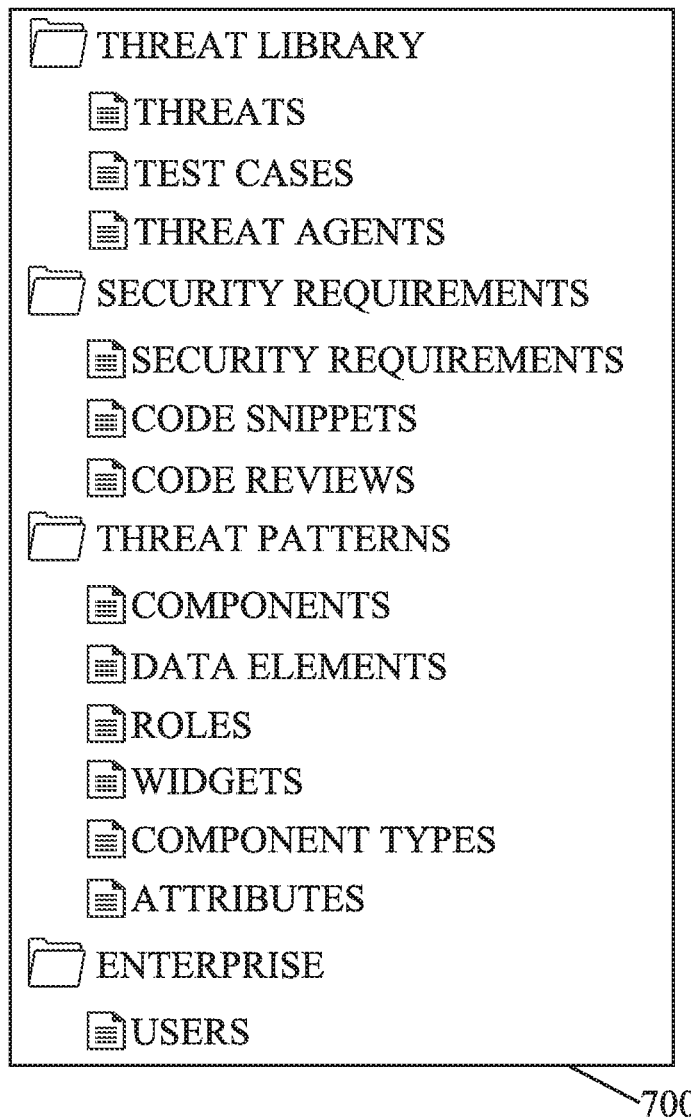 THREAT LIBRARY
THREATS
TEST CASES
THREAT AGENTS
SECURITY REQUIREMENTS
SECURITY REQUIREMENTS
CODE SNIPPETS
CODE REVIEWS
THREAT PATTERNS
COMPONENTS
DATA ELEMENTS
ROLES
WIDGETS
COMPONENT TYPES
ATTRIBUTES
ENTERPRISE
USERS
700